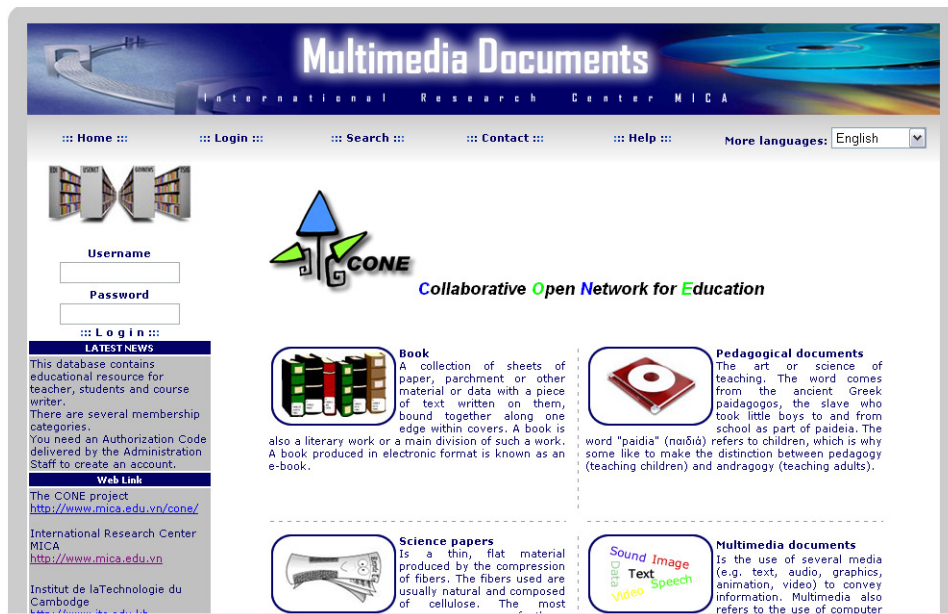 Multimedia Documents
International Research Center MICA
::: Home ::: ::: Login ::: ::: Search ::: ::: Contact ::: ::: Help ::: More languages: English
USENET
Username
Password
:::Login:::
LATEST NEWS
This database contains
educational resource for
teacher, students and course
writer.
There are several membership
categories.
You need an Authorization Code
delivered by the Administration
Staff to create an account.
Web Link
The CONE project
http://www.mica.edu.vn/cone/
International Research Center
MICA
http://www.mica.edu.vn
Institut de laTechnologie du
Cambodge
CONE
Collaborative Open Network for Education
Book
A collection of sheets of
paper, parchment or other
material or data with a piece
of text written on them,
bound together along one
edge within covers. A book is
also a literary work or a main division of such a work.
A book produced in electronic format is known as an
e-book.
Pedagogical documents
The art or science of
teaching. The word comes
from the ancient Greek
paidagogos, the slave who
took little boys to and from
school as part of paideia. The
word "paidia" (παιδιά) refers to children, which is why
some like to make the distinction between pedagogy
(teaching children) and andragogy (teaching adults).
Science papers
Is a thin, flat material
produced by the compression
of fibers. The fibers used are
usually natural and composed
of cellulose. The most
Sound Image
Data
Text
Speech
Video
Multimedia documents
Is the use of several media
(e.g. text, audio, graphics,
animation, video) to convey
information. Multimedia also
refers to the use of computer